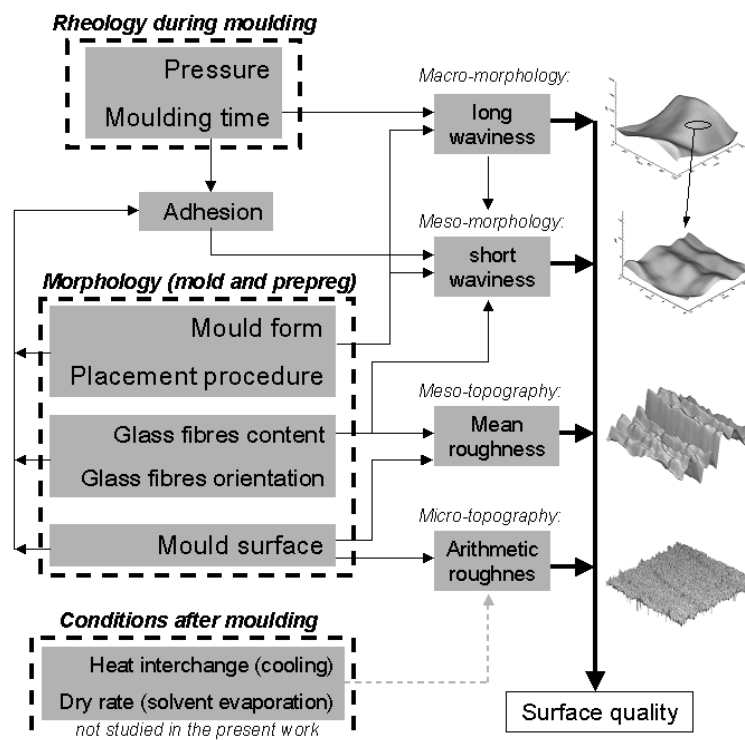 Rheology during moulding
Pressure
Moulding time
Adhesion
Morphology (mold and prepreg)
Mould form
Placement procedure
Glass fibres content
Glass fibres orientation
Mould surface
Conditions after moulding
Heat interchange (cooling)
Dry rate (solvent evaporation)
not studied in the present work
Macro-morphology:
long
waviness
Meso-morphology:
short
waviness
Meso-topography:
Mean
roughness
Micro-topography:
Arithmetic
roughnes
Surface quality